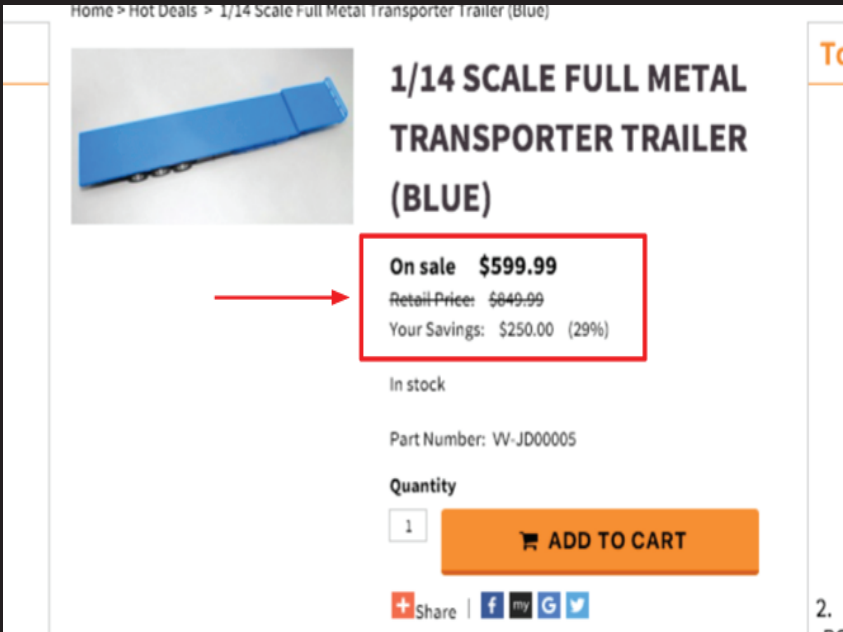 Home > Hot Deals > 1/14 Scale Full Metal Transporter Trailer (Blue)
1/14 SCALE FULL METAL
TRANSPORTER TRAILER
(BLUE)
On sale $599.99
Retail Price: $849.99
Your Savings: $250.00 (29%)
In stock
Part Number: VV-JD00005
Quantity
1
ADD TO CART
Share | f my G
To
2.